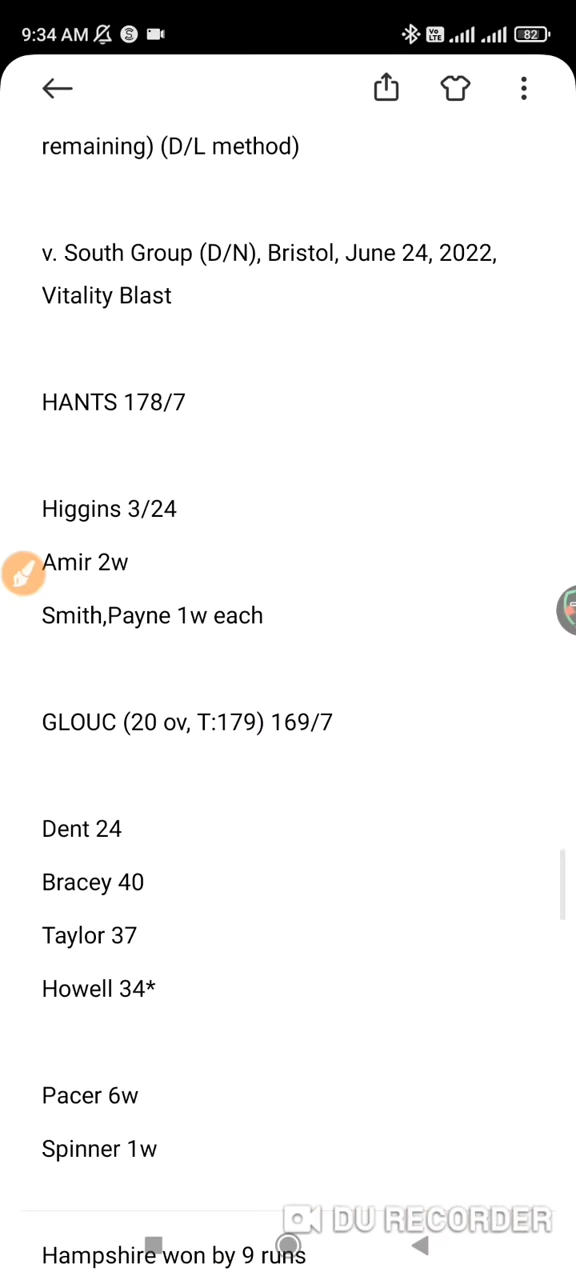 9:34 AM
Vo LTE
82
remaining) (D/L method)
v. South Group (D/N), Bristol, June 24, 2022,
Vitality Blast
HANTS 178/7
Higgins 3/24
Amir 2w
Smith,Payne 1w each
GLOUC (20 ov, T:179) 169/7
Dent 24
Bracey 40
Taylor 37
Howell 34*
Pacer 6w
Spinner 1w
DU RECORDER
Hampshire won by 9 runs